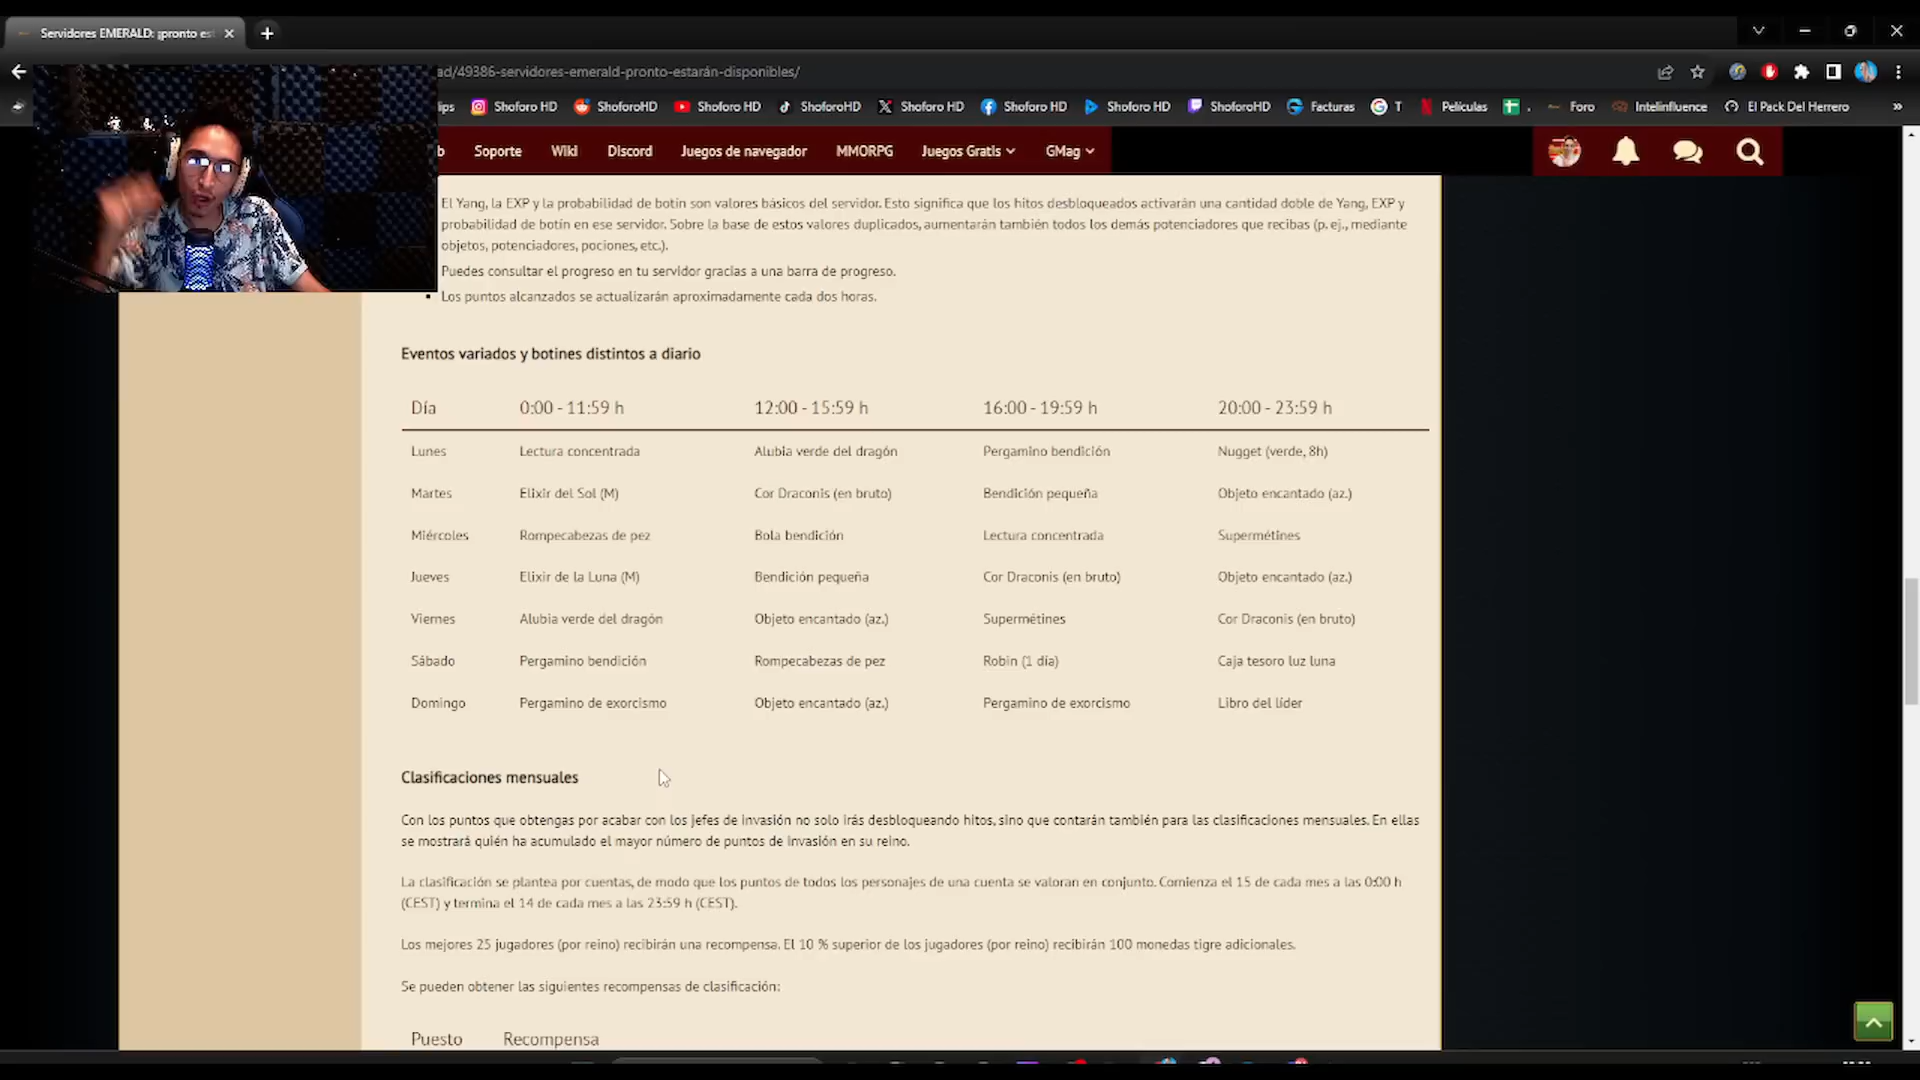 Servidores EMERALD: ¡pronto es
ad/49386-servidores-emerald-pronto-estarán-disponibles/
lips Shoforo HD ShoforoHD Shoforo HD ShoforoHD Shoforo HD Shoforo HD Shoforo HD ShoforoHD Facturas T Películas . Foro Intelinfluence El Pack Del Herrero »
b Soporte Wiki Discord Juegos de navegador MMORPG Juegos Gratis GMag
El Yang, la EXP y la probabilidad de botín son valores básicos del servidor. Esto significa que los hitos desbloqueados activarán una cantidad doble de Yang, EXP y
probabilidad de botín en ese servidor. Sobre la base de estos valores duplicados, aumentarán también todos los demás potenciadores que recibas (p. ej., mediante
objetos, potenciadores, pociones, etc.).
Puedes consultar el progreso en tu servidor gracias a una barra de progreso.
▪ Los puntos alcanzados se actualizarán aproximadamente cada dos horas.
Eventos variados y botines distintos a diario
Día 0:00 - 11:59 h 12:00 - 15:59 h 16:00 - 19:59 h 20:00 - 23:59 h
Lunes Lectura concentrada Alubia verde del dragón Pergamino bendición Nugget (verde, 8h)
Martes Elixir del Sol (M) Cor Draconis (en bruto) Bendición pequeña Objeto encantado (az.)
Miércoles Rompecabezas de pez Bola bendición Lectura concentrada Supermétines
Jueves Elixir de la Luna (M) Bendición pequeña Cor Draconis (en bruto) Objeto encantado (az.)
Viernes Alubia verde del dragón Objeto encantado (az.) Supermétines Cor Draconis (en bruto)
Sábado Pergamino bendición Rompecabezas de pez Robin (1 día) Caja tesoro luz luna
Domingo Pergamino de exorcismo Objeto encantado (az.) Pergamino de exorcismo Libro del líder
Clasificaciones mensuales
Con los puntos que obtengas por acabar con los jefes de invasión no solo irás desbloqueando hitos, sino que contarán también para las clasificaciones mensuales. En ellas
se mostrará quién ha acumulado el mayor número de puntos de invasión en su reino.
La clasificación se plantea por cuentas, de modo que los puntos de todos los personajes de una cuenta se valoran en conjunto. Comienza el 15 de cada mes a las 0:00 h
(CEST) y termina el 14 de cada mes a las 23:59 h (CEST).
Los mejores 25 jugadores (por reino) recibirán una recompensa. El 10 % superior de los jugadores (por reino) recibirán 100 monedas tigre adicionales.
Se pueden obtener las siguientes recompensas de clasificación:
Puesto Recompensa